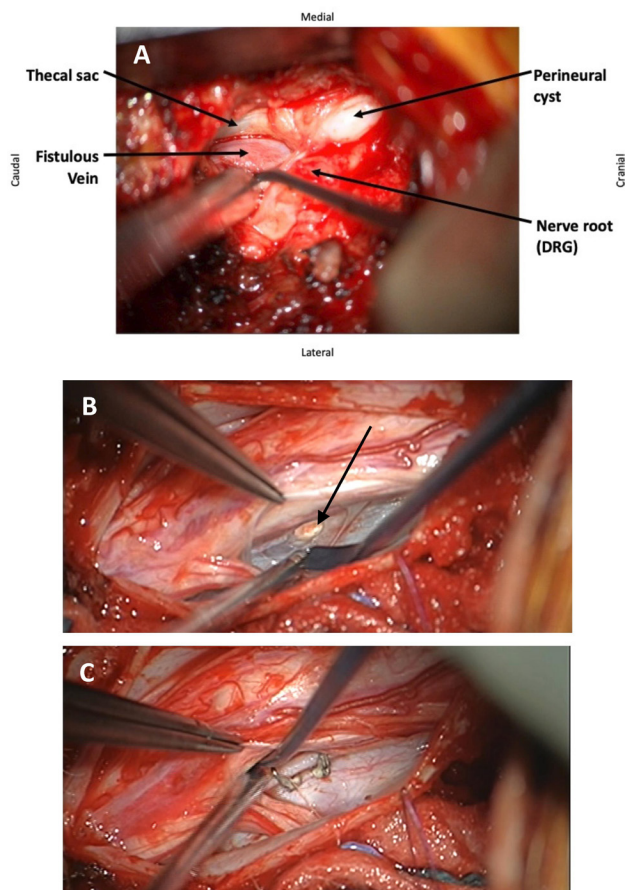 Medial
A
Thecal sac
Perineural
cyst
Fistulous
Vein
Caudal
Cranial
Nerve root
(DRG)
Lateral
B
C